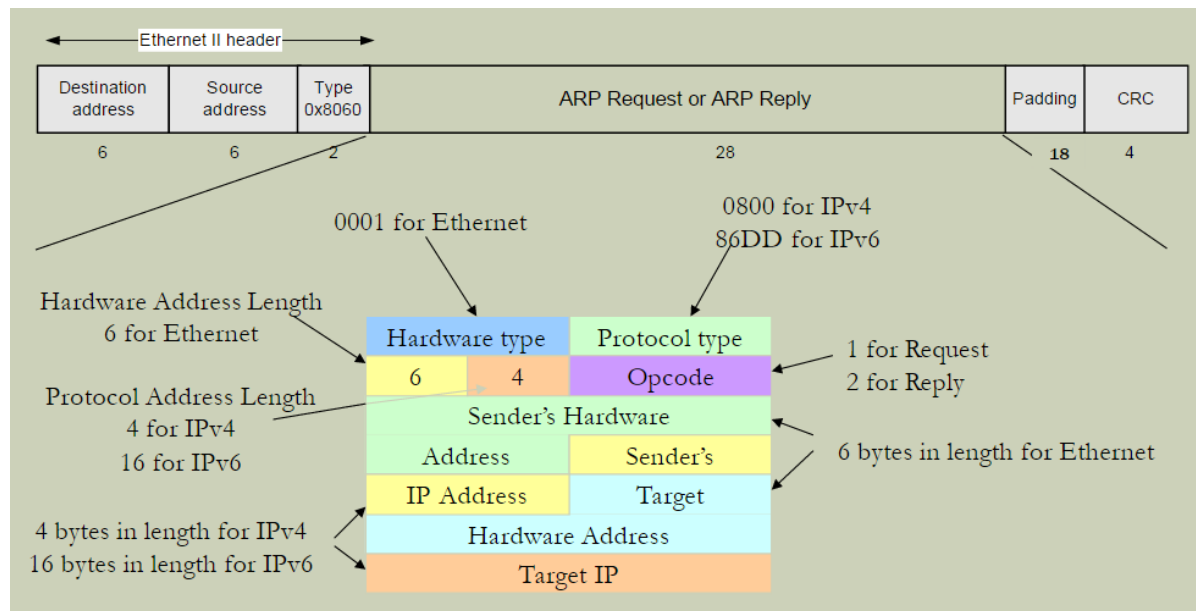 Ethernet II header
Destination
address
Source
address
Type
0x8060
ARP Request or ARP Reply
Padding
CRC
6
6
2
28
18
4
0001 for Ethernet
0800 for IPv4
86DD for IPv6
Hardware Address Length
6 for Ethernet
Hardware type
Protocol type
6
4
Opcode
1 for Request
2 for Reply
Protocol Address Length
4 for IPv4
16 for IPv6
Sender's Hardware
Address
Sender's
6 bytes in length for Ethernet
IP Address
Target
4 bytes in length for IPv4
16 bytes in length for IPv6
Hardware Address
Target IP